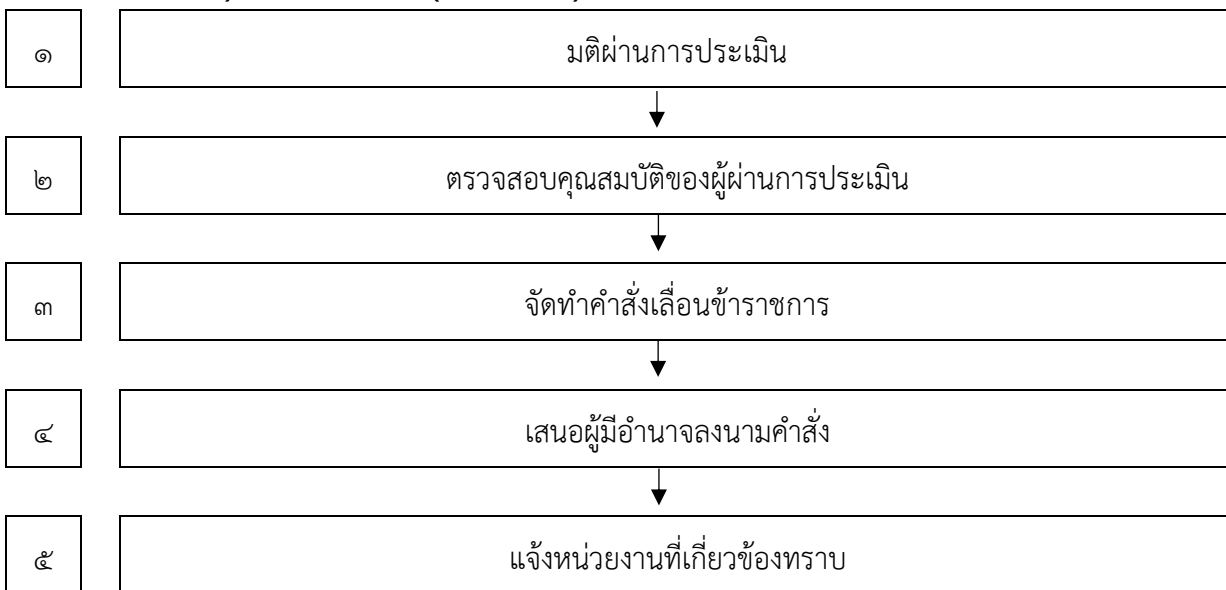 ๑ มติผ่านการประเมิน
๒ ตรวจสอบคุณสมบัติของผู้ผ่านการประเมิน
๓ จัดทำคำสั่งเลื่อนข้าราชการ
๔ เสนอผู้มีอำนาจลงนามคำสั่ง
๕ แจ้งหน่วยงานที่เกี่ยวข้องทราบ